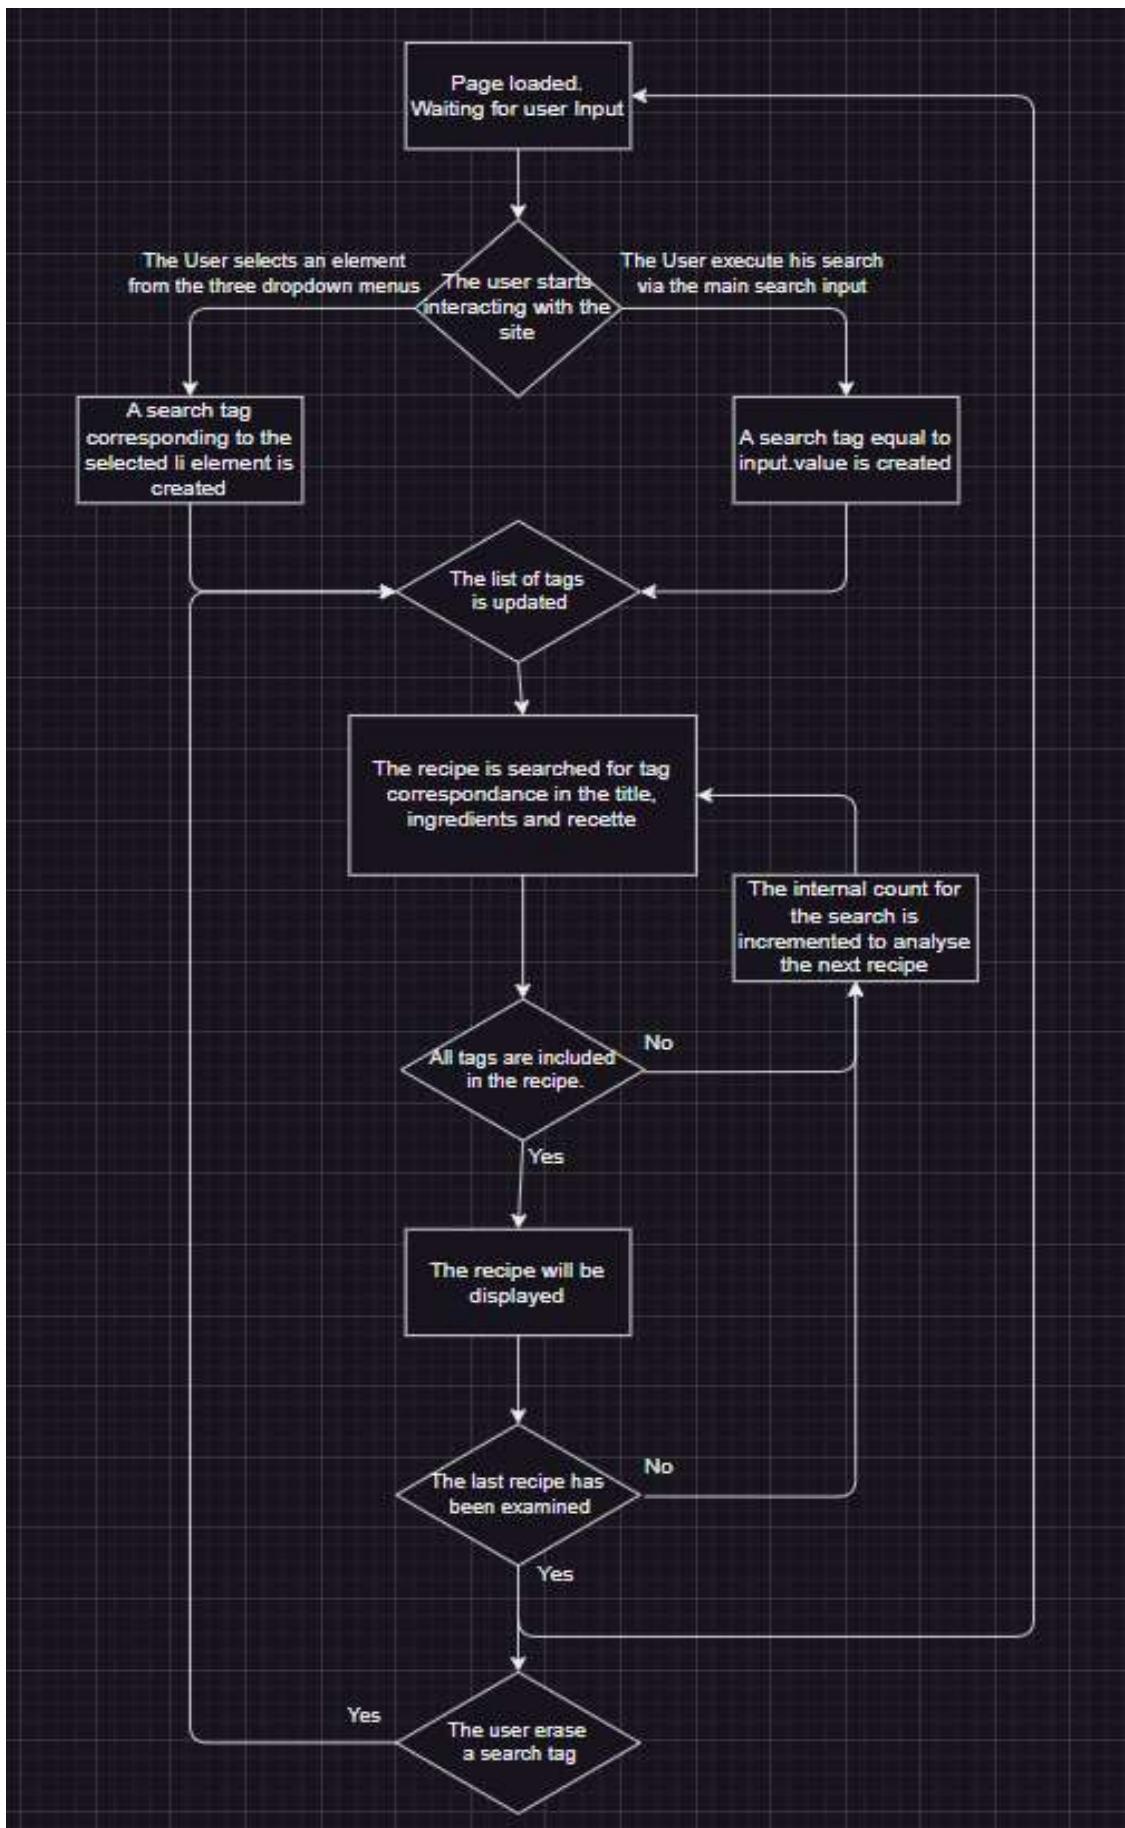 Page loaded.
Waiting for user Input
The User selects an element
from the three dropdown menus
The user starts
interacting with the
site
The User execute his search
via the main search input
A search tag
corresponding to the
selected li element is
created
A search tag equal to
input.value is created
The list of tags
is updated
The recipe is searched for tag
correspondance in the title,
ingredients and recette
The internal count for
the search is
incremented to analyse
the next recipe
All tags are included
in the recipe.
No
Yes
The recipe will be
displayed
The last recipe has
been examined
No
Yes
Yes
The user erase
a search tag